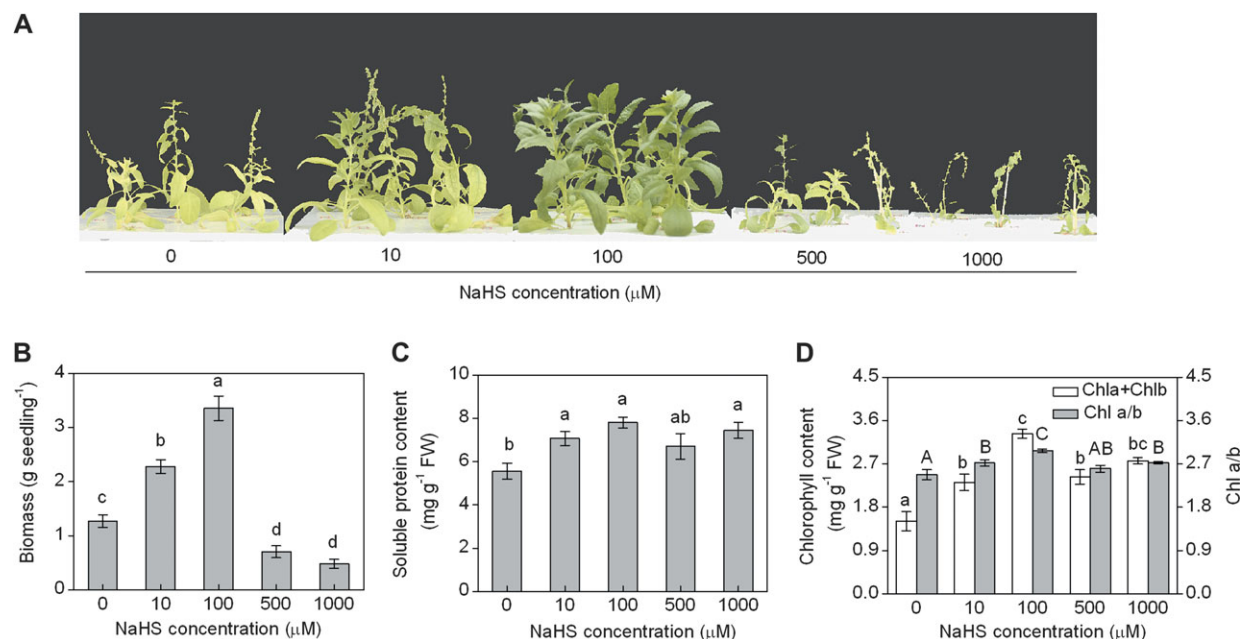 A
0 10 100 500 1000
NaHS concentration (μM)
B
Biomass (g seedling⁻¹)
4
3
2
1
0
c b a d d
0 10 100 500 1000
NaHS concentration (μM)
C
Soluble protein content
(mg g⁻¹ FW)
10
8
6
4
2
0
b a a ab a
0 10 100 500 1000
NaHS concentration (μM)
D
Chlorophyll content
(mg g⁻¹ FW)
4.5
3.6
2.7
1.8
0.9
0.0
Chla+Chlb
Chl a/b
a A b B c C b AB bc B
4.5
3.6
2.7
1.8
0.9
0.0
Chl a/b
0 10 100 500 1000
NaHS concentration (μM)